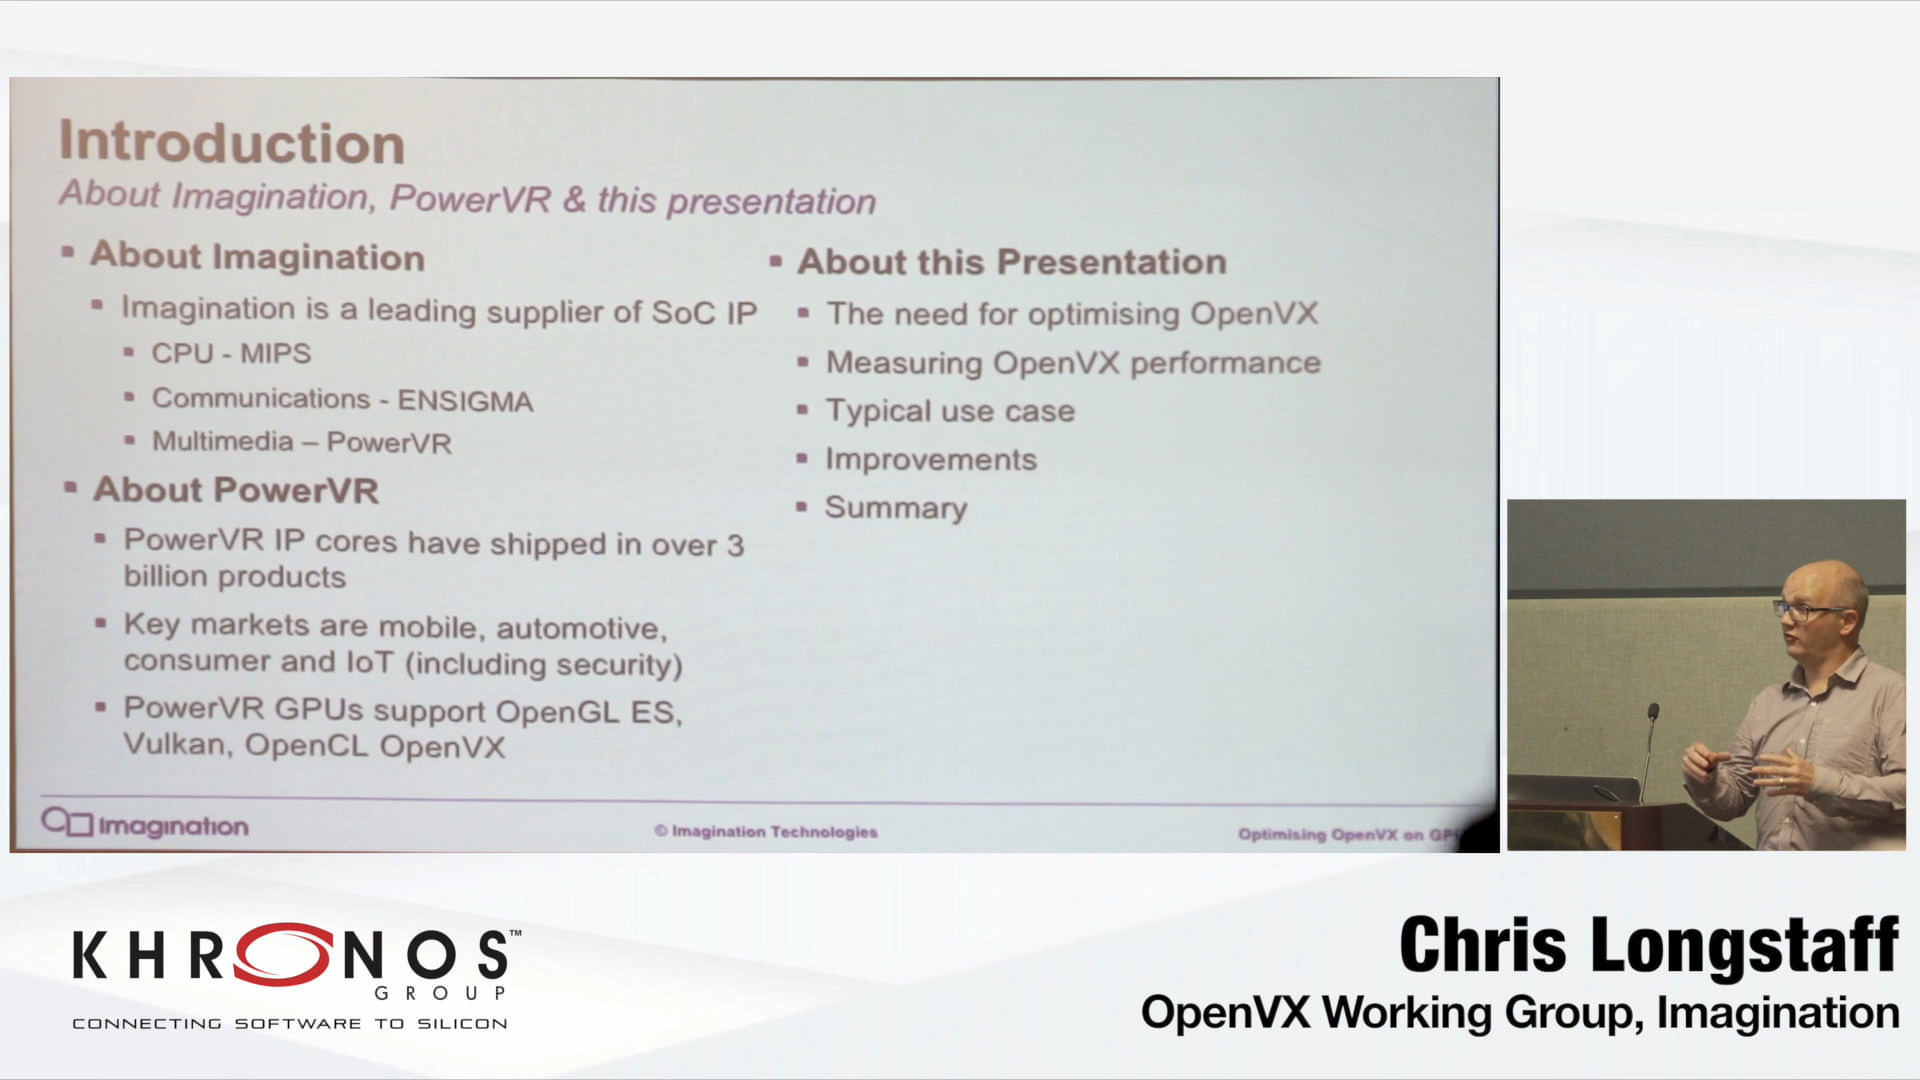 Introduction
About Imagination, PowerVR & this presentation
▪ About Imagination
▪ Imagination is a leading supplier of SoC IP
▪ CPU - MIPS
▪ Communications - ENSIGMA
▪ Multimedia – PowerVR
▪ About PowerVR
▪ PowerVR IP cores have shipped in over 3
billion products
▪ Key markets are mobile, automotive,
consumer and IoT (including security)
▪ PowerVR GPUs support OpenGL ES,
Vulkan, OpenCL OpenVX
▪ About this Presentation
▪ The need for optimising OpenVX
▪ Measuring OpenVX performance
▪ Typical use case
▪ Improvements
▪ Summary
Imagination
© Imagination Technologies
Optimising OpenVX on
KHRONOS™
GROUP
CONNECTING SOFTWARE TO SILICON
Chris Longstaff
OpenVX Working Group, Imagination